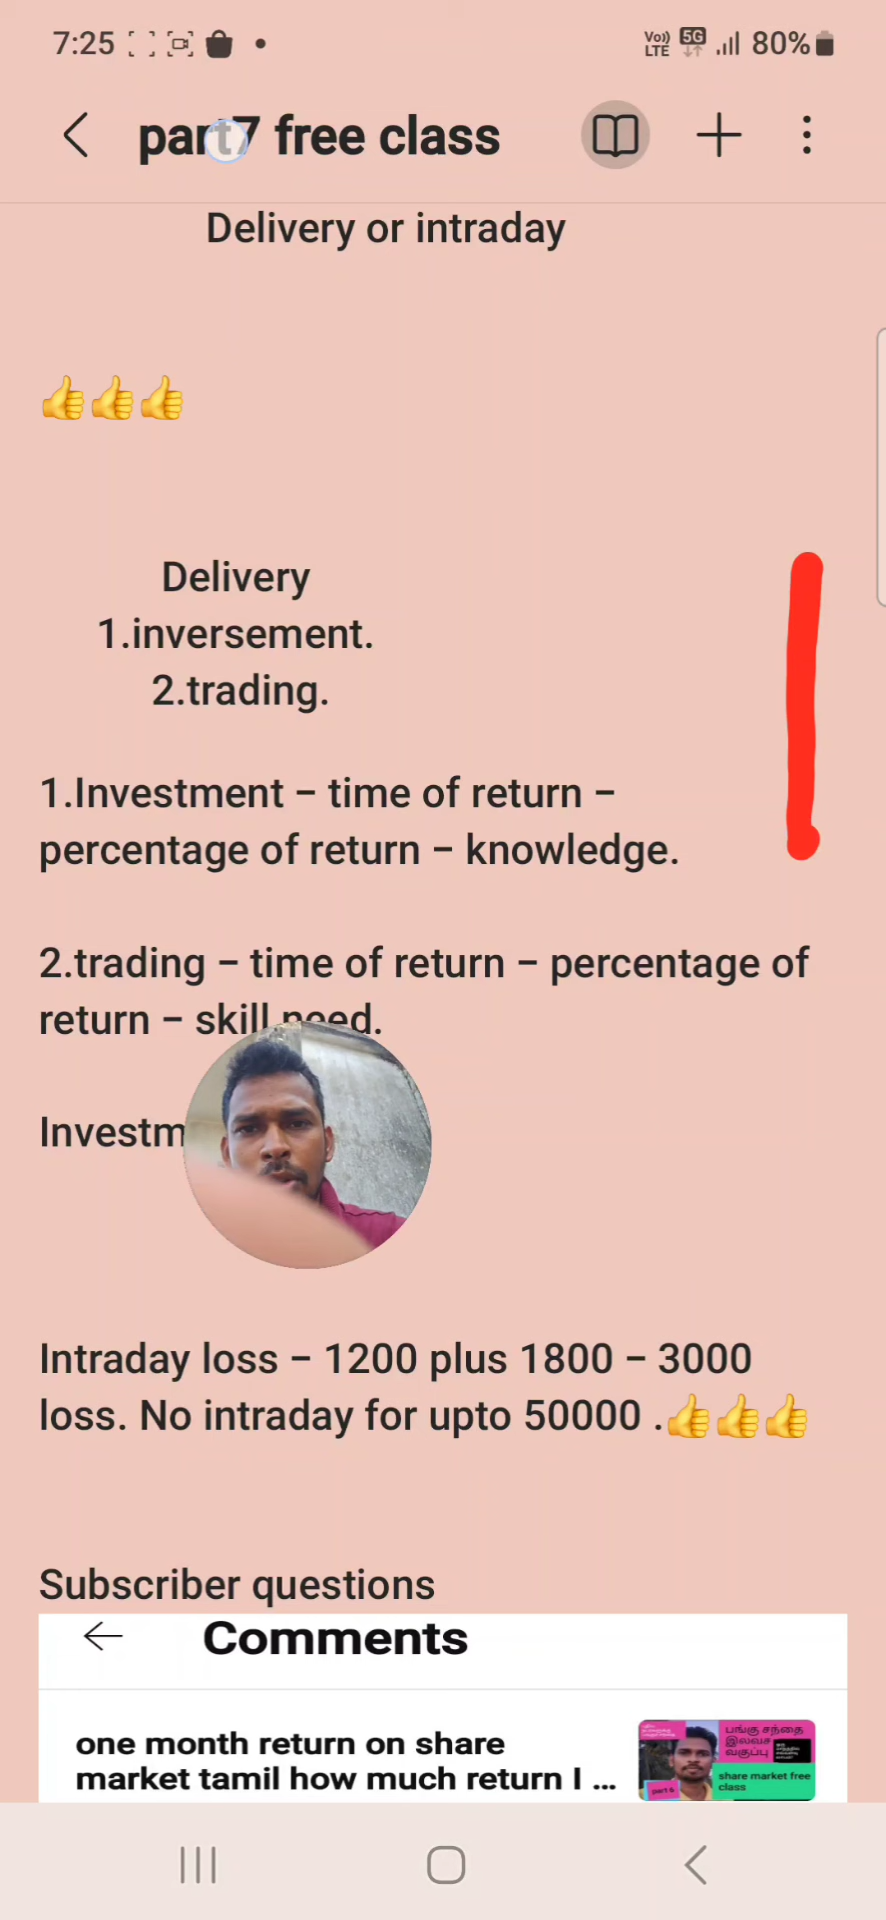 7:25
Vo)) LTE 5G 80%
part7 free class
Delivery or intraday
👍👍👍
Delivery
1.inversement.
2.trading.
1.Investment – time of return –
percentage of return – knowledge.
2.trading – time of return – percentage of
return – skill need.
Investm
Intraday loss – 1200 plus 1800 – 3000
loss. No intraday for upto 50000 .👍👍👍
Subscriber questions
Comments
one month return on share
market tamil how much return I ...
பங்கு சந்தை
இலவச
வகுப்பு
share market free
class
part 6